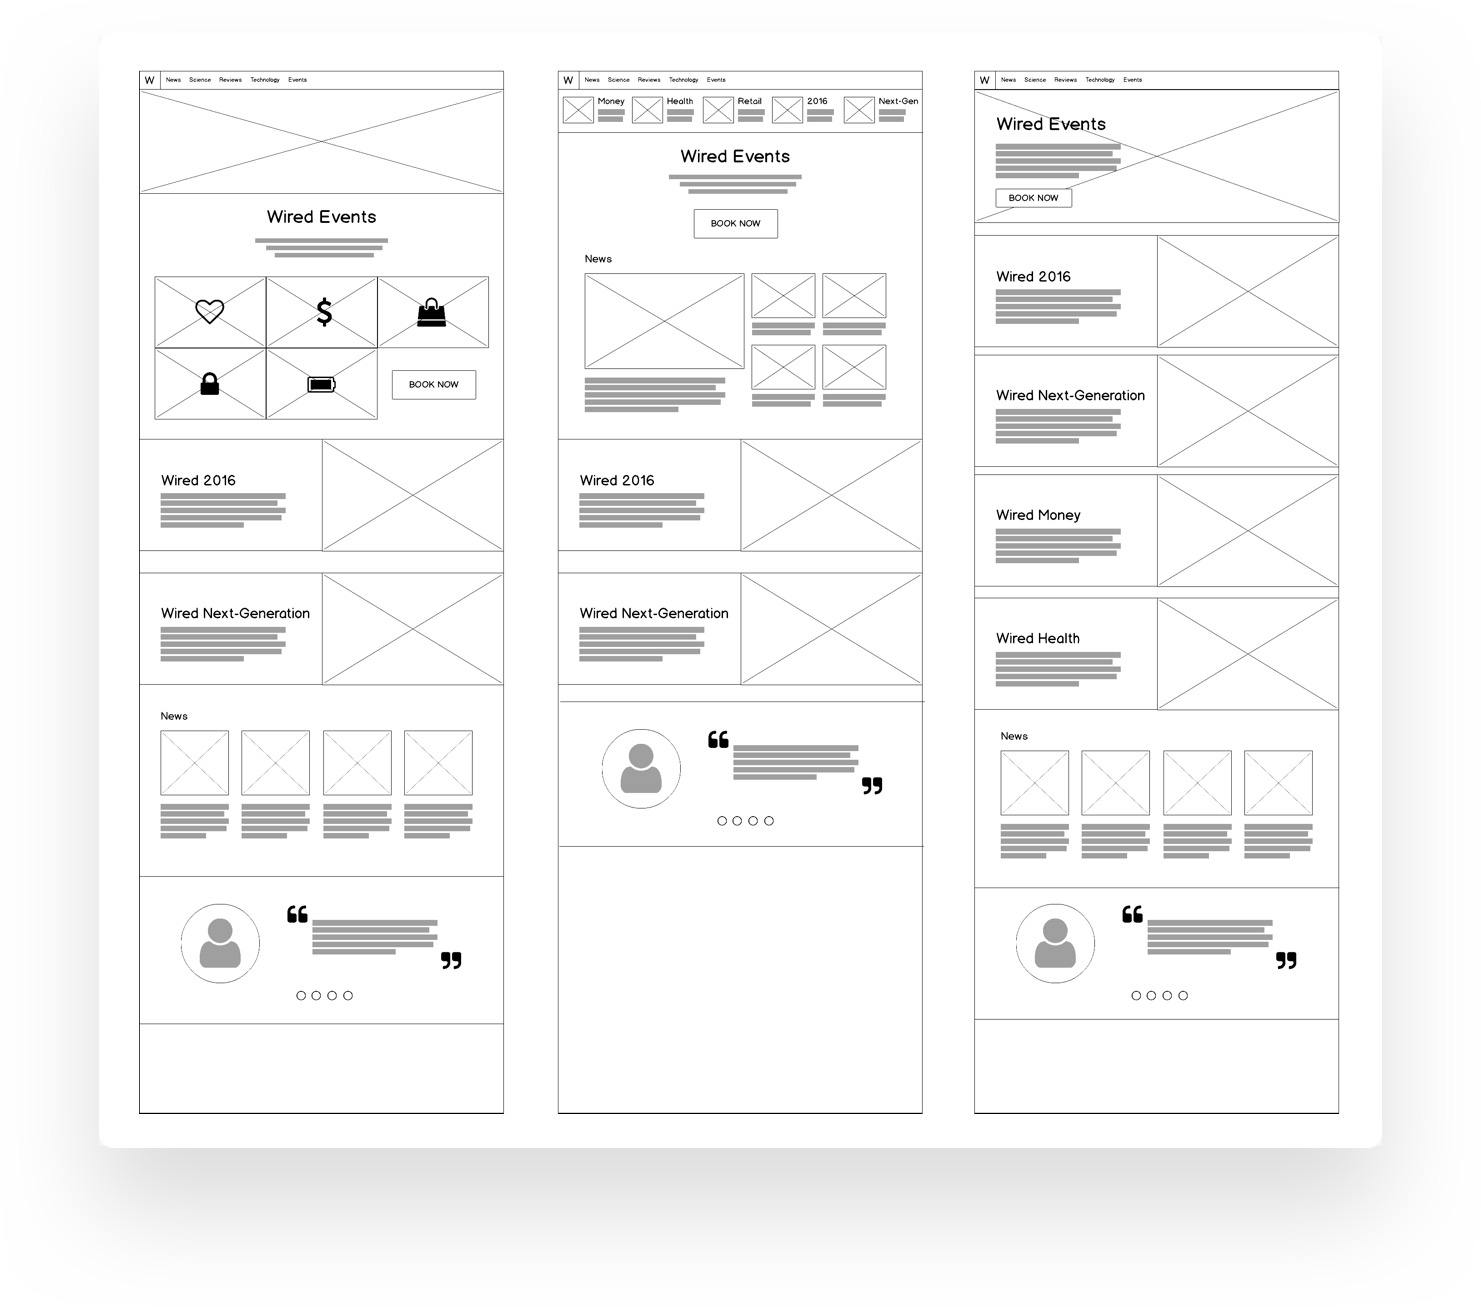 W News Science Reviews Technology Events
Wired Events
$
BOOK NOW
Wired 2016
Wired Next-Generation
News
“
”
W News Science Reviews Technology Events
Money Health Retail 2016 Next-Gen
Wired Events
BOOK NOW
News
Wired 2016
Wired Next-Generation
“
”
W News Science Reviews Technology Events
Wired Events
BOOK NOW
Wired 2016
Wired Next-Generation
Wired Money
Wired Health
News
“
”